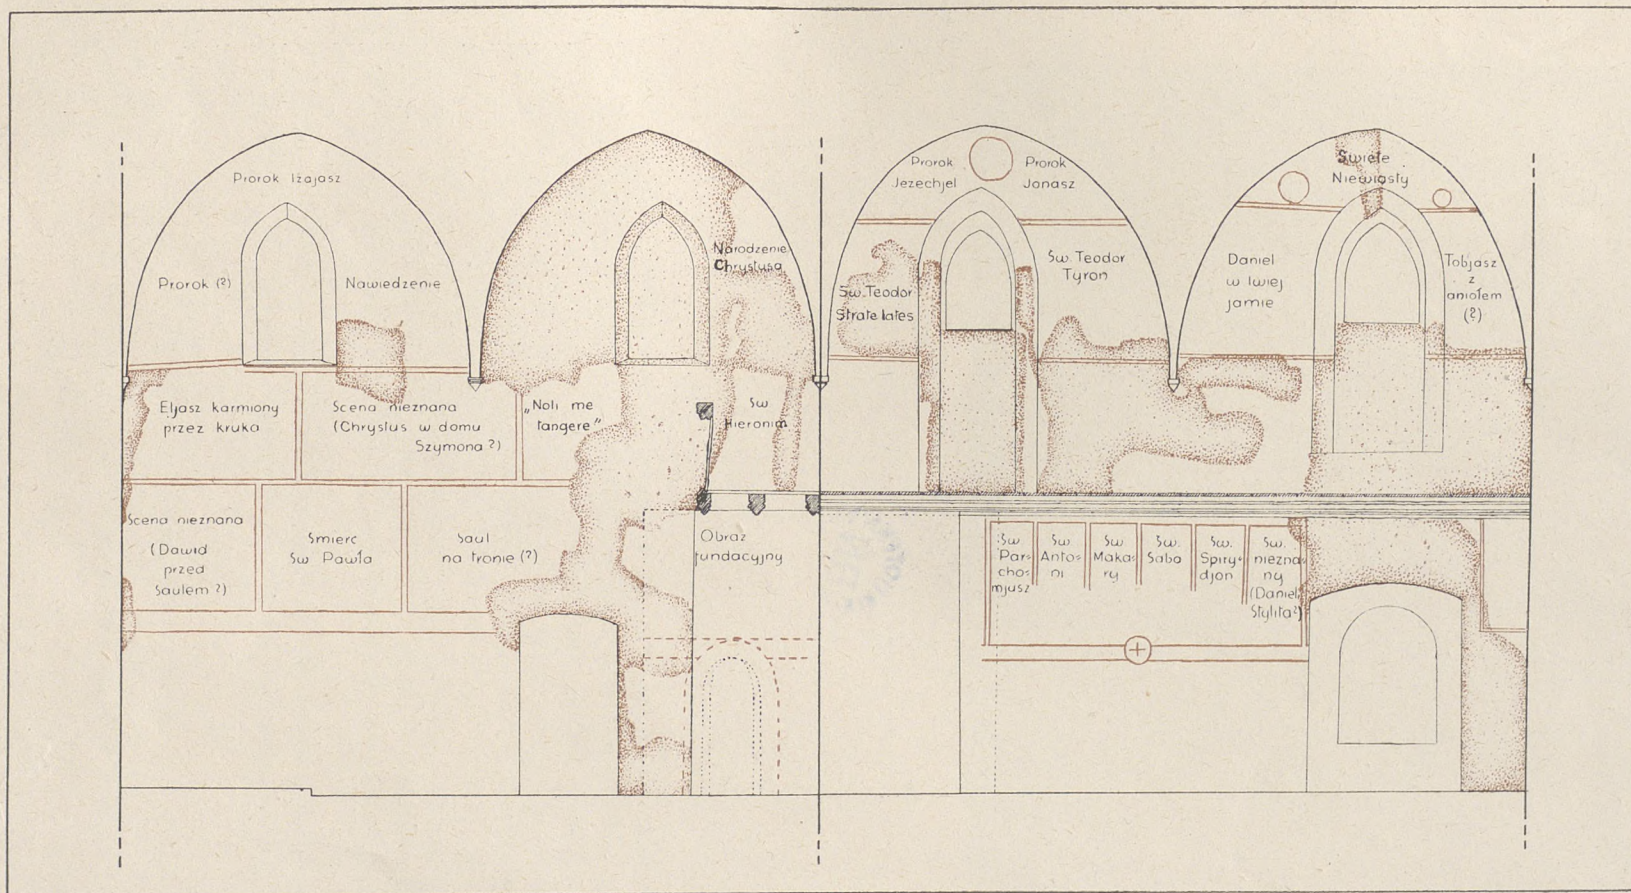 Prorok Izajasz
Prorok (?)
Nawiedzenie
Narodzenie
Chrystusa
Prorok
Jezechjel
Prorok
Jonasz
Św. Teodor
Stratelates
Św. Teodor
Tyron
Święte
Niewiasty
Daniel
w lwiej
jamie
Tobjasz
z
aniołem
(?)
Eljasz karmiony
przez kruka
Scena nieznana
(Chrystus w domu
Szymona ?)
„Noli me
tangere”
Św
Hieronim
Scena nieznana
(Dawid
przed
Saulem ?)
Śmierć
Św Pawła
Saul
na tronie (?)
Obraz
fundacyjny
Św
Par-
cho-
mjusz
Św.
Anto-
ni
Św
Maka-
ry
Św.
Saba
Św.
Spiry-
djon
Św.
niezna-
ny
(Daniel
Stylita?)